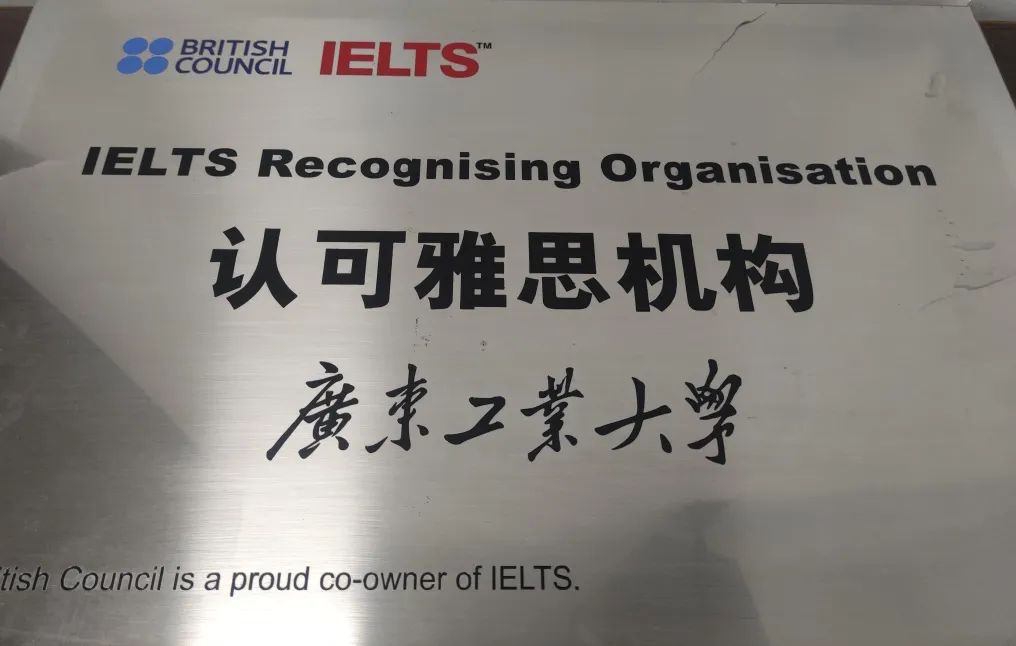 BRITISH
COUNCIL
IELTS™
IELTS Recognising Organisation
认可雅思机构
廣東工業大學
tish Council is a proud co-owner of IELTS.